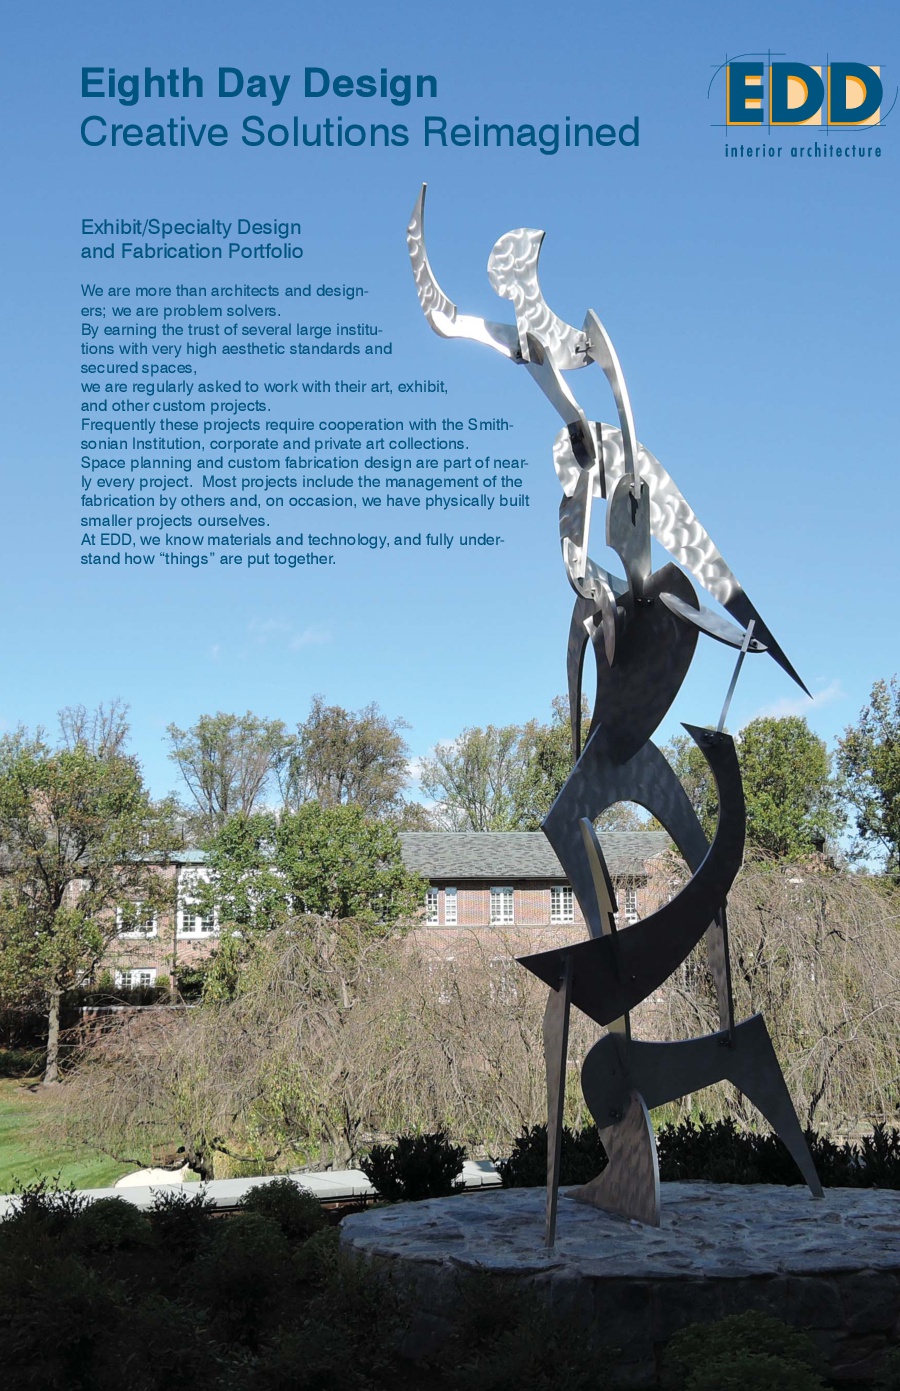 Eighth Day Design
Creative Solutions Reimagined
EDD
interior architecture
Exhibit/Specialty Design
and Fabrication Portfolio
We are more than architects and design-
ers; we are problem solvers.
By earning the trust of several large institu-
tions with very high aesthetic standards and
secured spaces,
we are regularly asked to work with their art, exhibit,
and other custom projects.
Frequently these projects require cooperation with the Smith-
sonian Institution, corporate and private art collections.
Space planning and custom fabrication design are part of near-
ly every project.  Most projects include the management of the
fabrication by others and, on occasion, we have physically built
smaller projects ourselves.
At EDD, we know materials and technology, and fully under-
stand how “things” are put together.